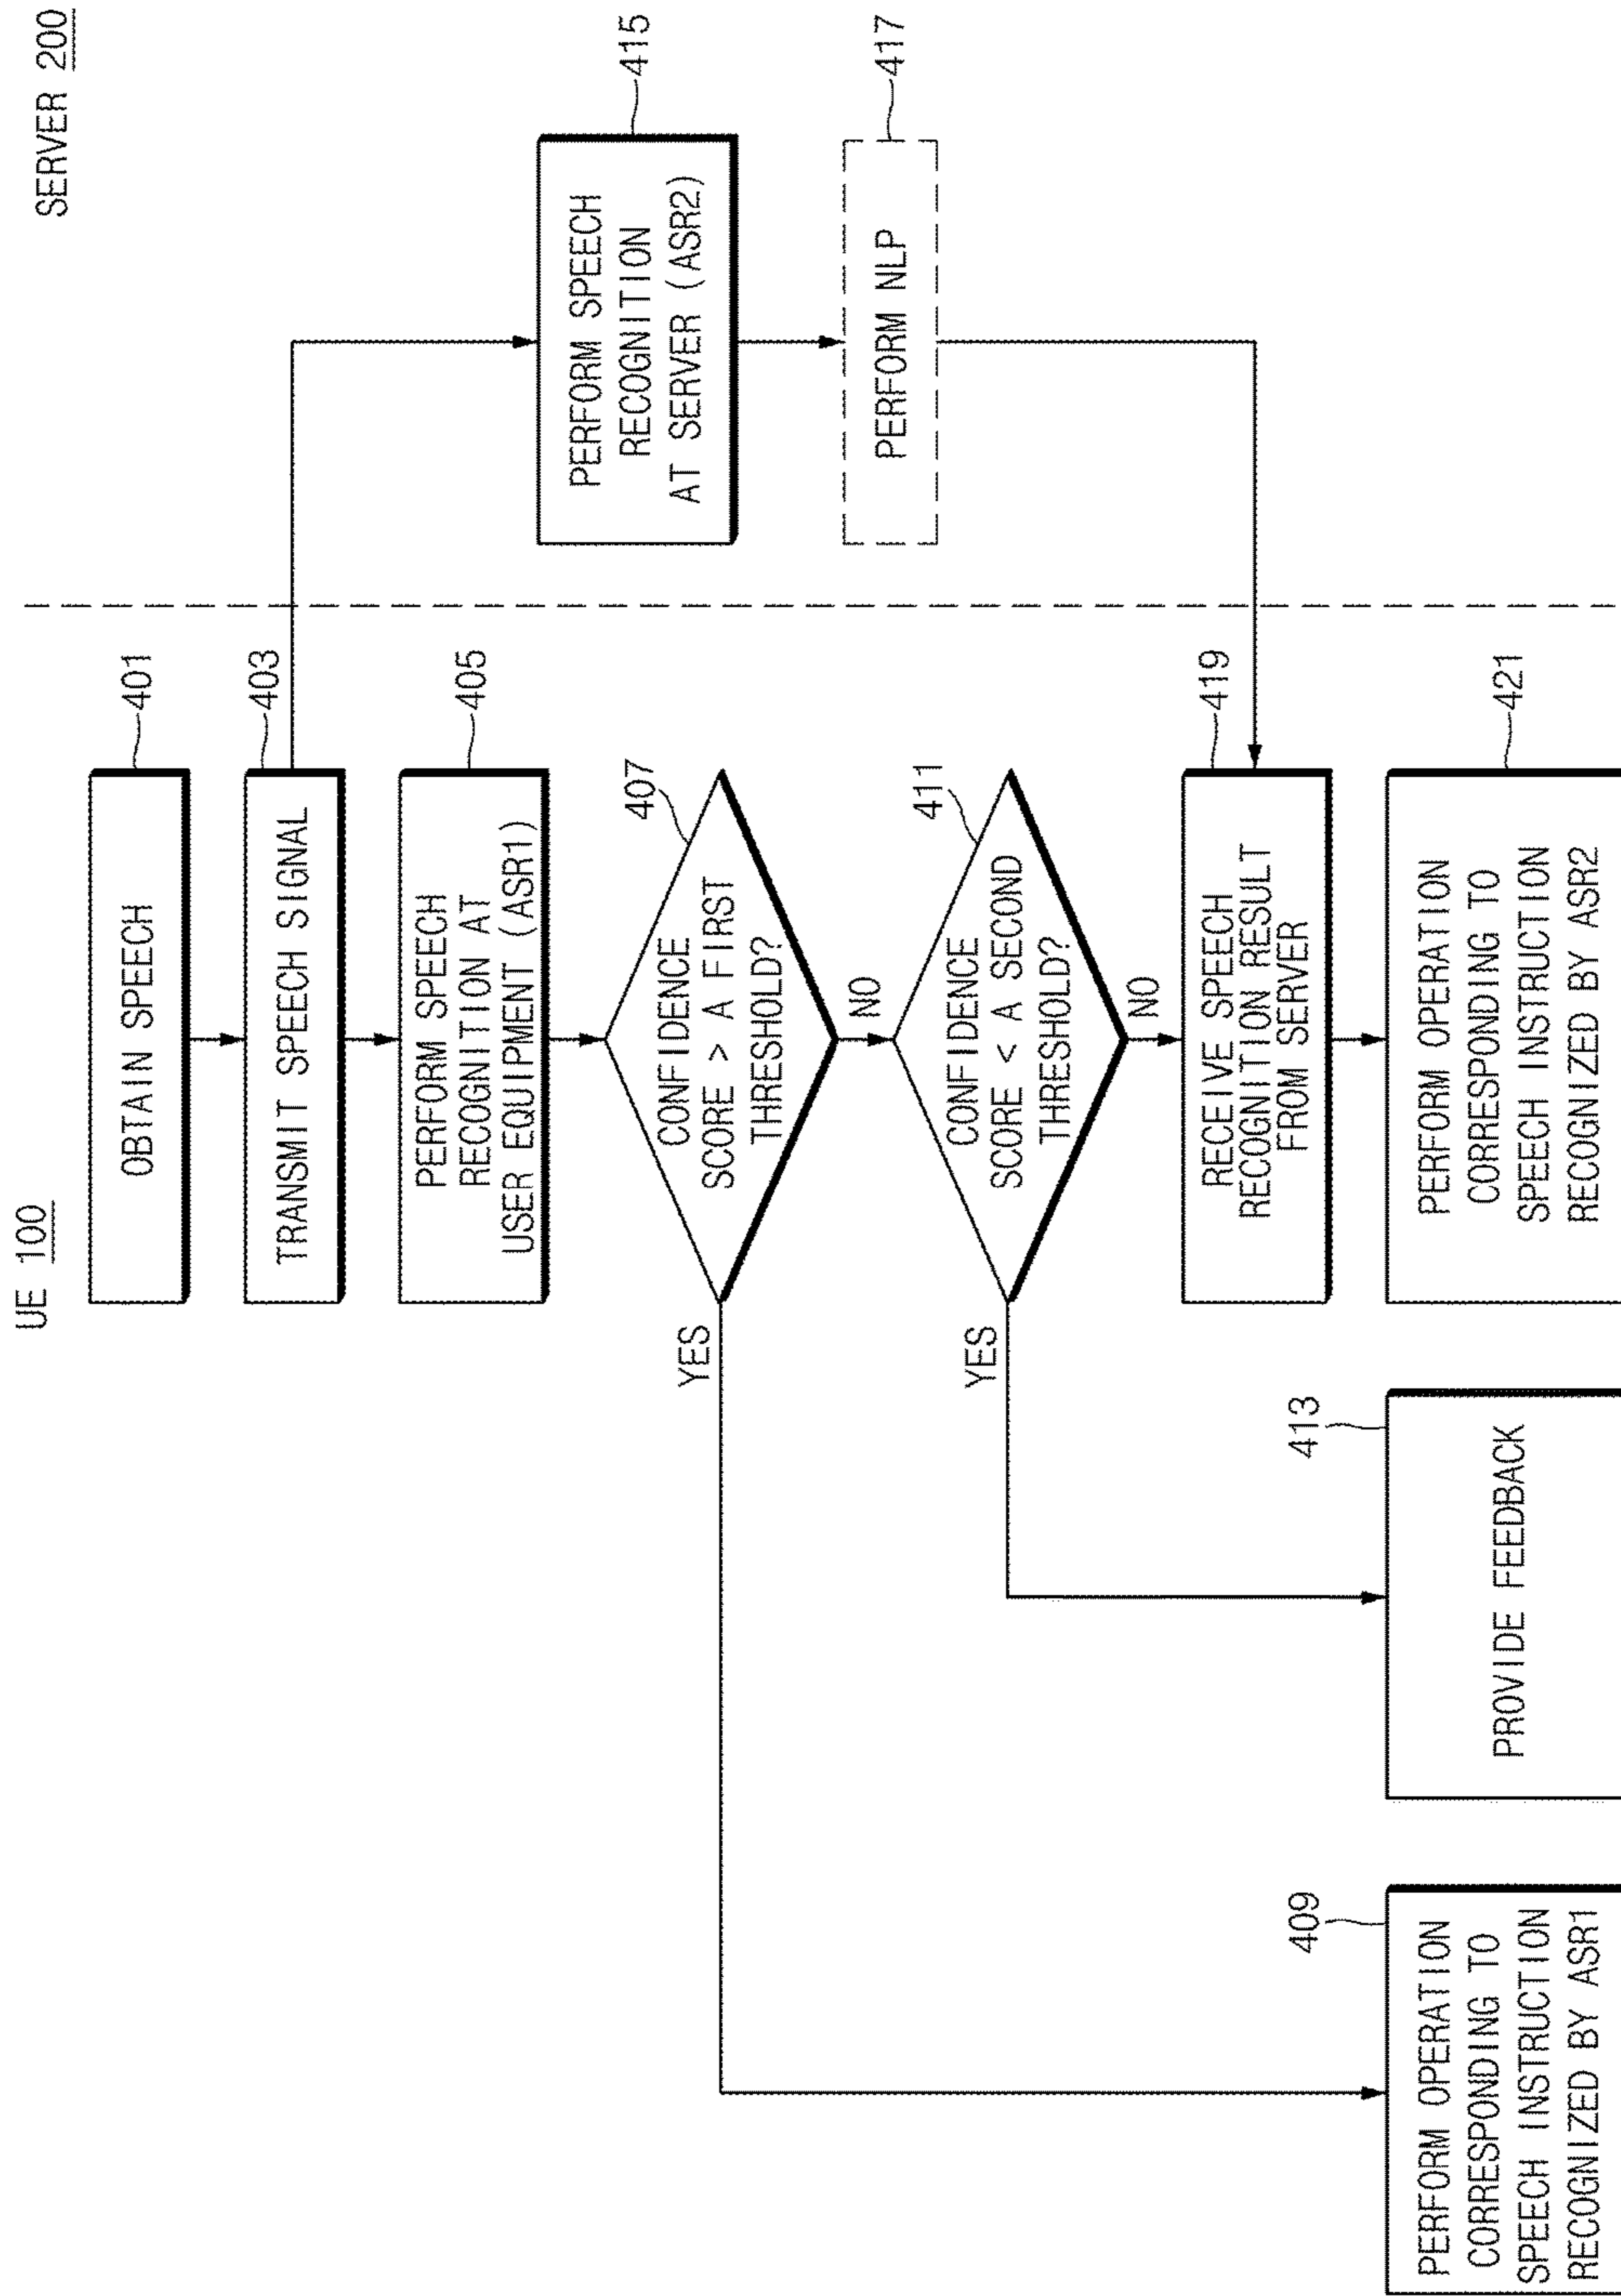 UE 100
SERVER 200
OBTAIN SPEECH
401
TRANSMIT SPEECH SIGNAL
403
PERFORM SPEECH
RECOGNITION AT
USER EQUIPMENT (ASR1)
405
CONFIDENCE
SCORE > A FIRST
THRESHOLD?
407
YES
NO
CONFIDENCE
SCORE < A SECOND
THRESHOLD?
411
YES
NO
PERFORM SPEECH
RECOGNITION
AT SERVER (ASR2)
415
PERFORM NLP
417
RECEIVE SPEECH
RECOGNITION RESULT
FROM SERVER
419
409
PERFORM OPERATION
CORRESPONDING TO
SPEECH INSTRUCTION
RECOGNIZED BY ASR1
413
PROVIDE FEEDBACK
PERFORM OPERATION
CORRESPONDING TO
SPEECH INSTRUCTION
RECOGNIZED BY ASR2
421